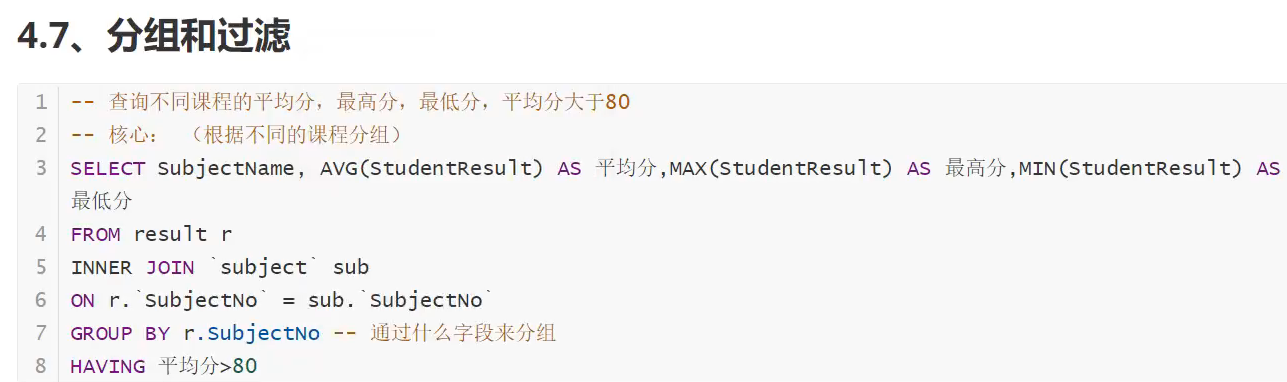 4.7、分组和过滤
1 -- 查询不同课程的平均分，最高分，最低分，平均分大于80
2 -- 核心： （根据不同的课程分组）
3 SELECT SubjectName, AVG(StudentResult) AS 平均分,MAX(StudentResult) AS 最高分,MIN(StudentResult) AS
最低分
4 FROM result r
5 INNER JOIN `subject` sub
6 ON r.`SubjectNo` = sub.`SubjectNo`
7 GROUP BY r.SubjectNo -- 通过什么字段来分组
8 HAVING 平均分>80